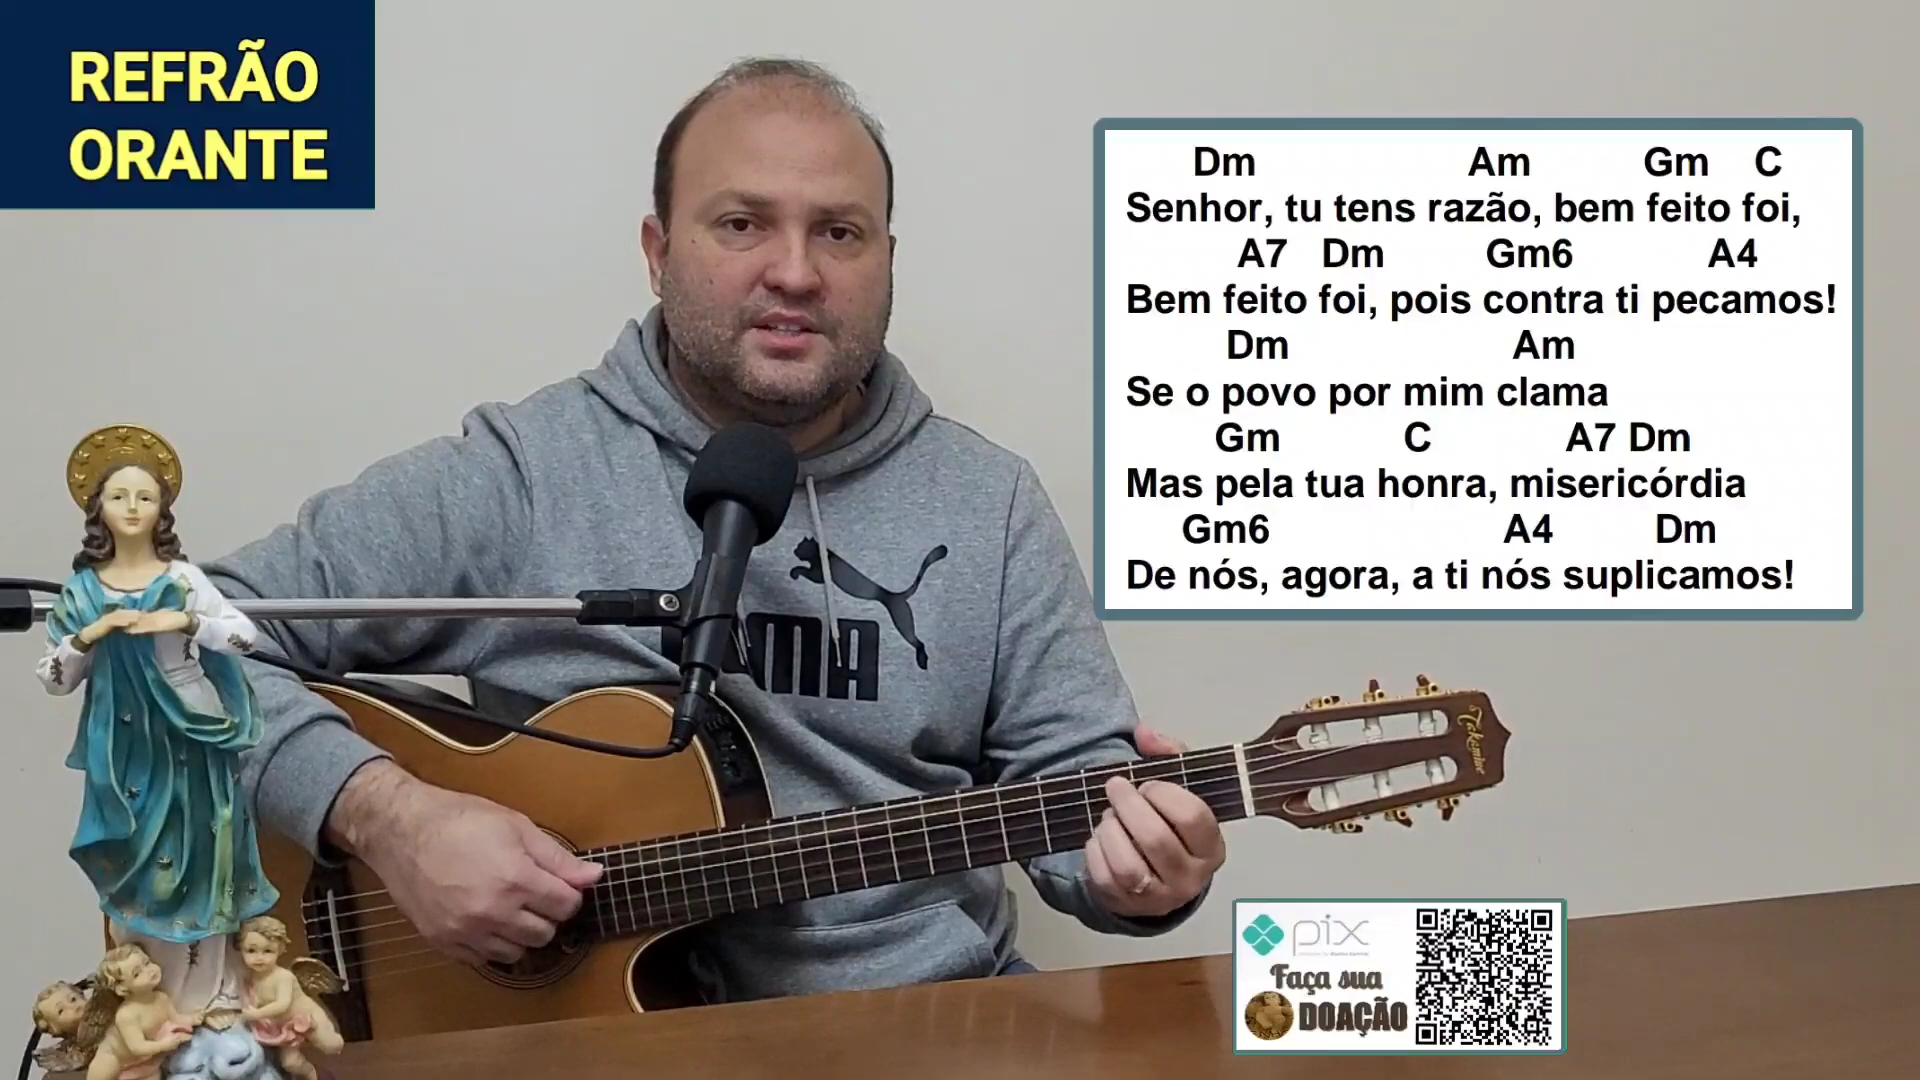 REFRÃO
ORANTE
Dm Am Gm C
Senhor, tu tens razão, bem feito foi,
A7 Dm Gm6 A4
Bem feito foi, pois contra ti pecamos!
Dm Am
Se o povo por mim clama
Gm C A7 Dm
Mas pela tua honra, misericórdia
Gm6 A4 Dm
De nós, agora, a ti nós suplicamos!
PUMA
Takamine
pix
Faça sua
DOAÇÃO